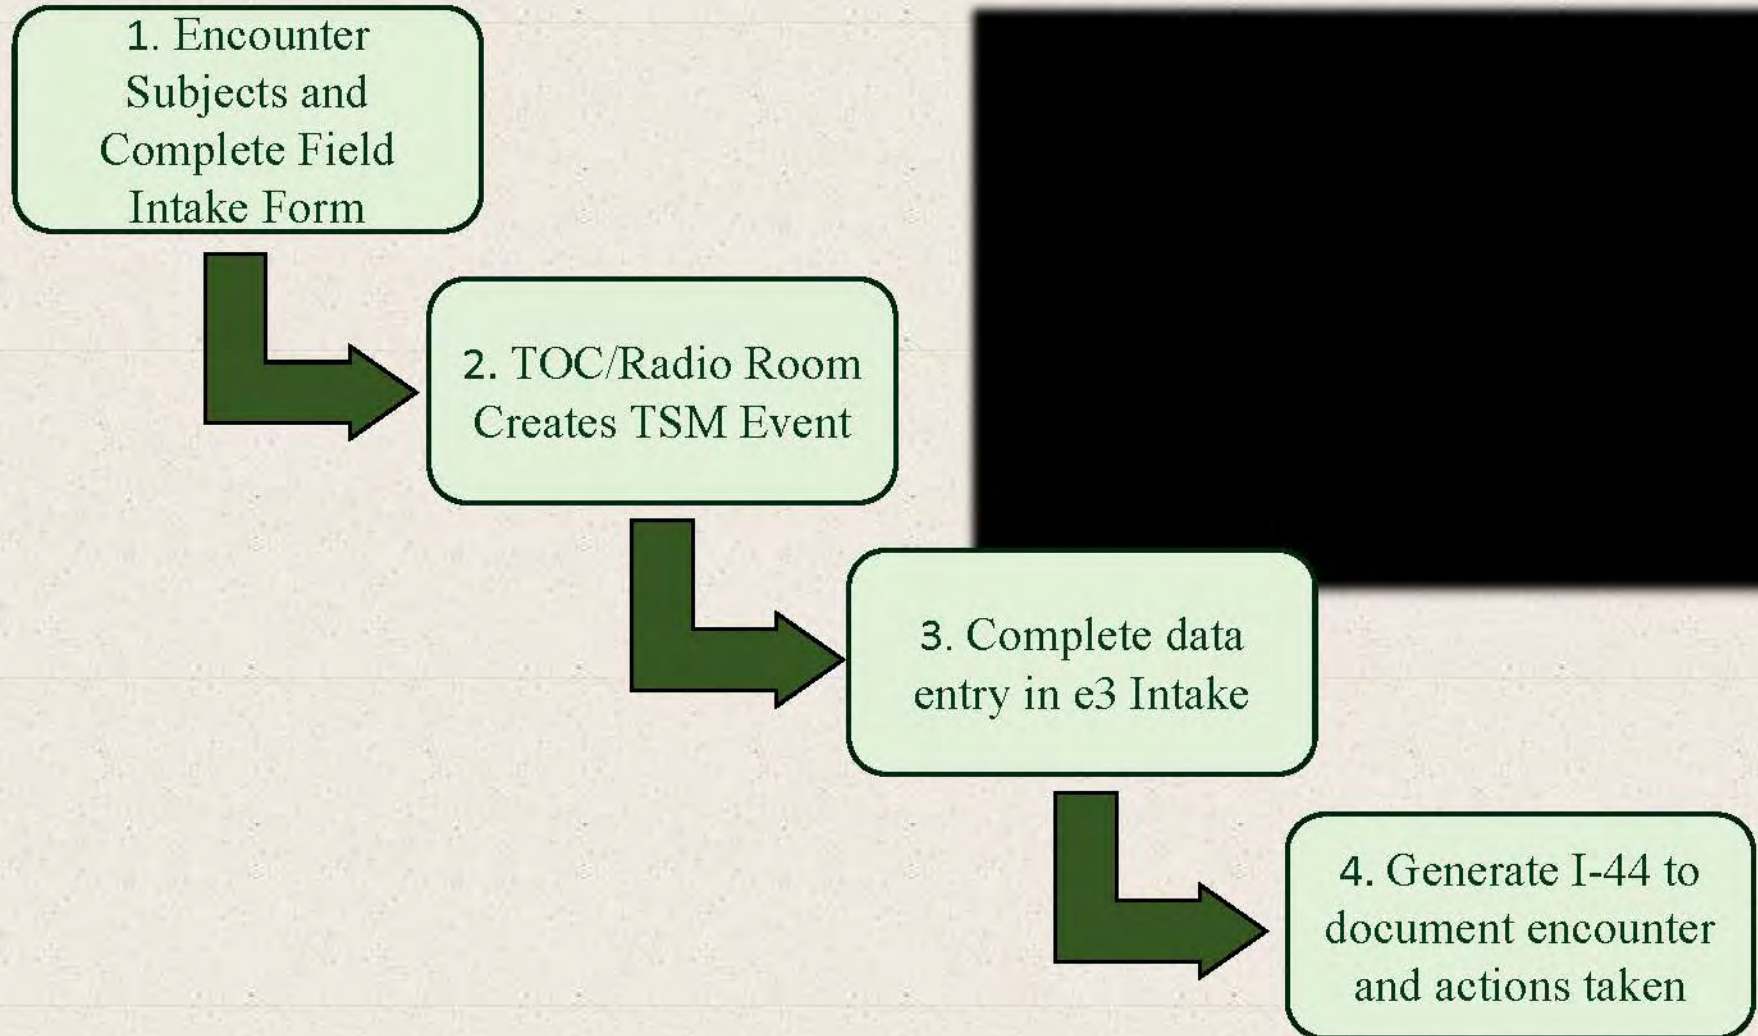 1. Encounter
Subjects and
Complete Field
Intake Form
2. TOC/Radio Room
Creates TSM Event
3. Complete data
entry in e3 Intake
4. Generate I-44 to
document encounter
and actions taken